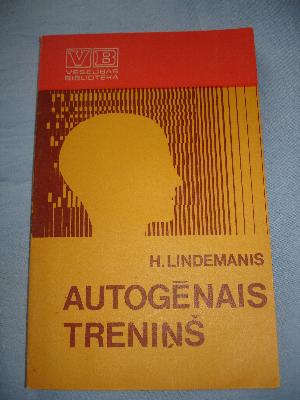 VB
VESELĪBAS
BIBLIOTĒKA
H. LINDEMANIS
AUTOGĒNAIS
TRENIŅŠ